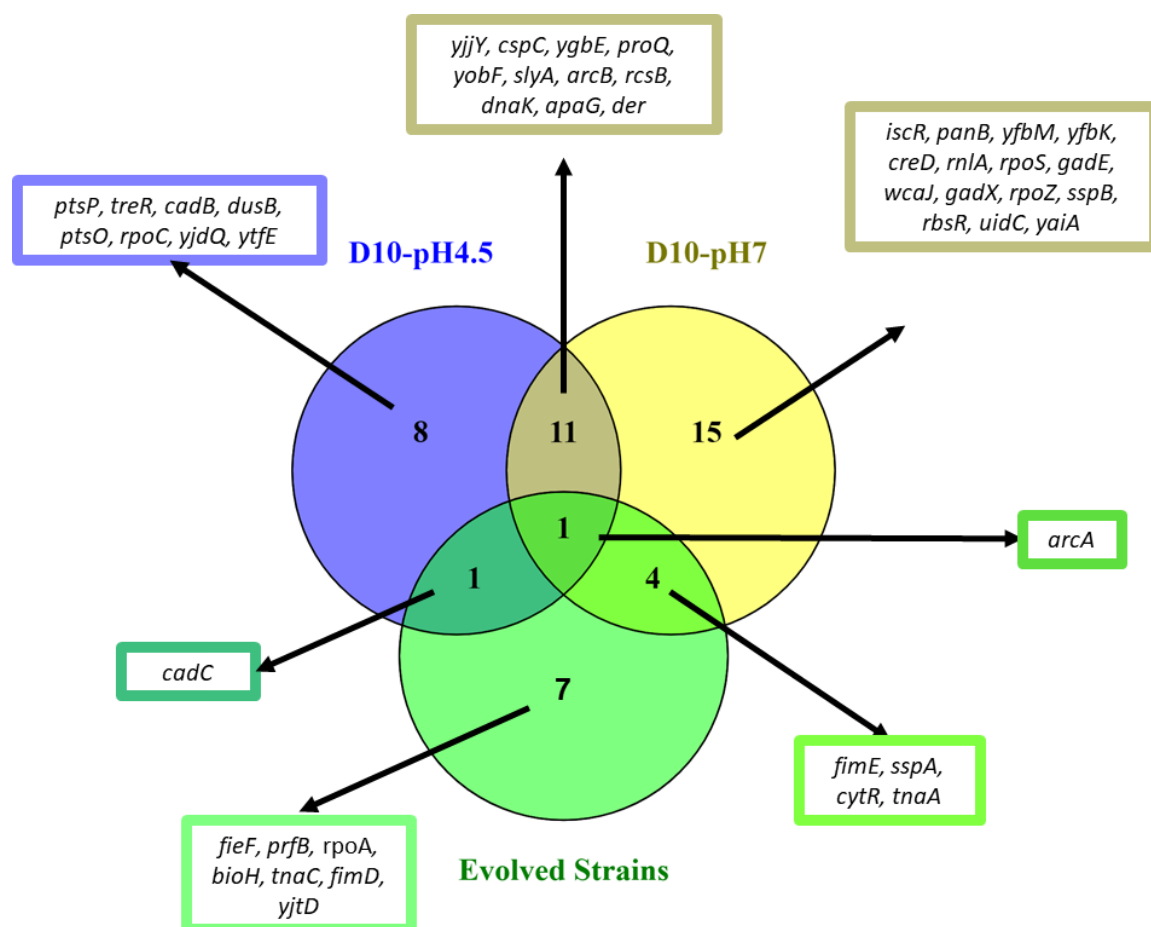 yjjY, cspC, ygbE, proQ,
yobF, slyA, arcB, rcsB,
dnaK, apaG, der
iscR, panB, yfbM, yfbK,
creD, rnlA, rpoS, gadE,
wcaJ, gadX, rpoZ, sspB,
rbsR, uidC, yaiA
ptsP, treR, cadB, dusB,
ptsO, rpoC, yjdQ, ytfE
D10-pH4.5
D10-pH7
8
11
15
1
arcA
1
4
cadC
7
fimE, sspA,
cytR, tnaA
fieF, prfB, rpoA,
bioH, tnaC, fimD,
yjtD
Evolved Strains